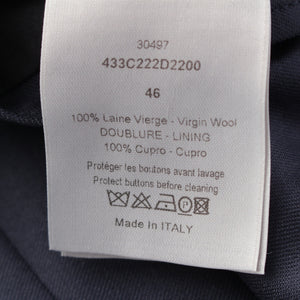 30497
433C222D2200
46
100% Laine Vierge - Virgin Wool
DOUBLURE - LINING
100% Cupro - Cupro
Protéger les boutons avant lavage
Protect buttons before cleaning
P
Made In ITALY